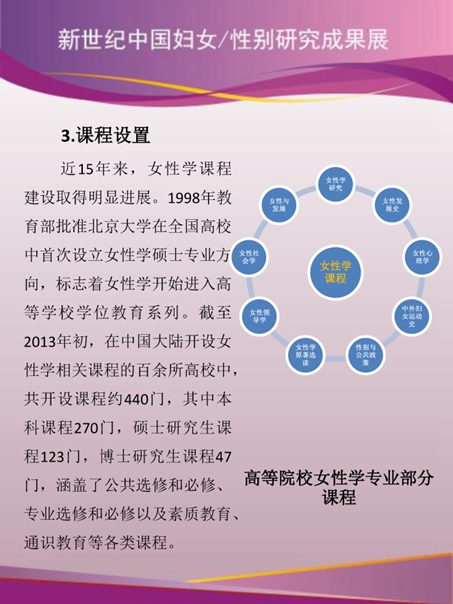 新世纪中国妇女/性别研究成果展
3.课程设置
近15年来，女性学课程
建设取得明显进展。1998年教
育部批准北京大学在全国高校
中首次设立女性学硕士专业方
向，标志着女性学开始进入高
等学校学位教育系列。截至
2013年初，在中国大陆开设女
性学相关课程的百余所高校中，
共开设课程约440门，其中本
科课程270门，硕士研究生课
程123门，博士研究生课程47
门，涵盖了公共选修和必修、
专业选修和必修以及素质教育、
通识教育等各类课程。
女性学
研究
女性发
展史
女性心
理学
中外妇
女运动
史
性别与
公共政
策
女性学
原著选
读
女性领
导学
女性社
会学
女性与
发展
女性学
课程
高等院校女性学专业部分
课程